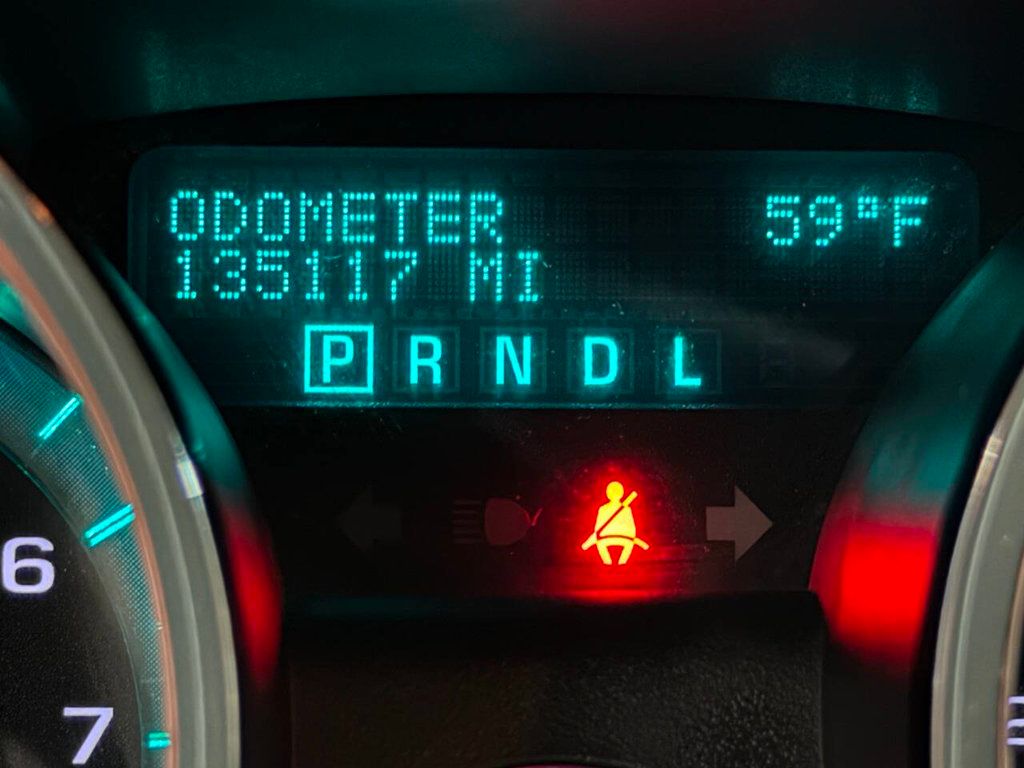 ODOMETER 59°F
135117 MI
P R N D L
6
7